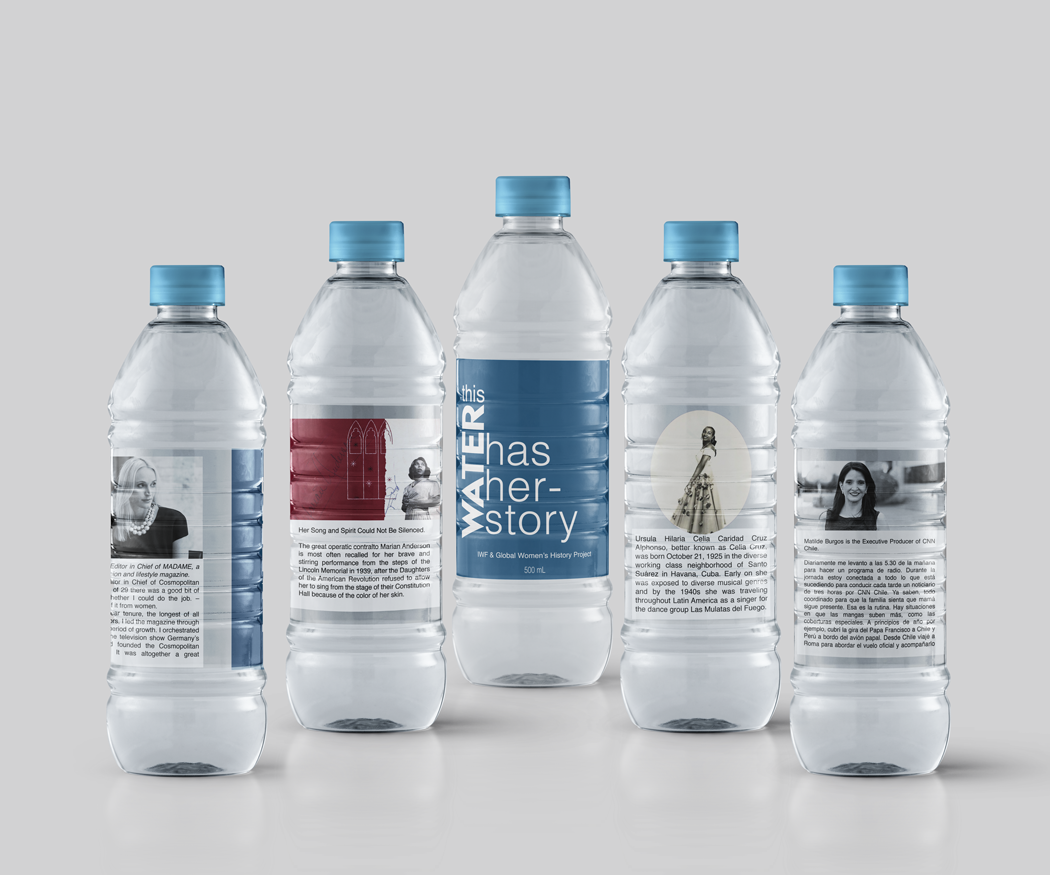 Editor in Chief of MADAME, a
ion and lifestyle magazine.
in Chief of Cosmopolitan
of 29 there was a good bit of
hether I could do the job. –
it from women.
tenure, the longest of all
I led the magazine through
period of growth. I orchestrated
television show Germany's
founded the Cosmopolitan
It was altogether a great
Her Song and Spirit Could Not Be Silenced.
The great operatic contralto Marian Anderson
is most often recalled for her brave and
stirring performance from the steps of the
Lincoln Memorial in 1939, after the Daughters
of the American Revolution refused to allow
her to sing from the stage of their Constitution
Hall because of the color of her skin.
this
WATER
has
her-
story
IWF & Global Women's History Project
500 mL
Ursula Hilaria Celia Caridad Cruz
Alphonso, better known as Celia Cruz,
was born October 21, 1925 in the diverse
working class neighborhood of Santo
Suárez in Havana, Cuba. Early on she
was exposed to diverse musical genres
and by the 1940s she was traveling
throughout Latin America as a singer for
the dance group Las Mulatas del Fuego.
Matilde Burgos is the Executive Producer of CNN
Chile.
Diariamente me levanto a las 5.30 de la mañana
para hacer un programa de radio. Durante la
jornada estoy conectada a todo lo que está
sucediendo para conducir cada tarde un noticiario
de tres horas por CNN Chile. Ya saben, todo
coordinado para que la familia sienta que mamá
sigue presente. Esa es la rutina. Hay situaciones
en que las mangas suben más, como las
coberturas especiales. A principios de año por
ejemplo, cubrí la gira del Papa Francisco a Chile y
Perú a bordo del avión papal. Desde Chile viaje a
Roma para abordar el vuelo oficial y acompañarlo